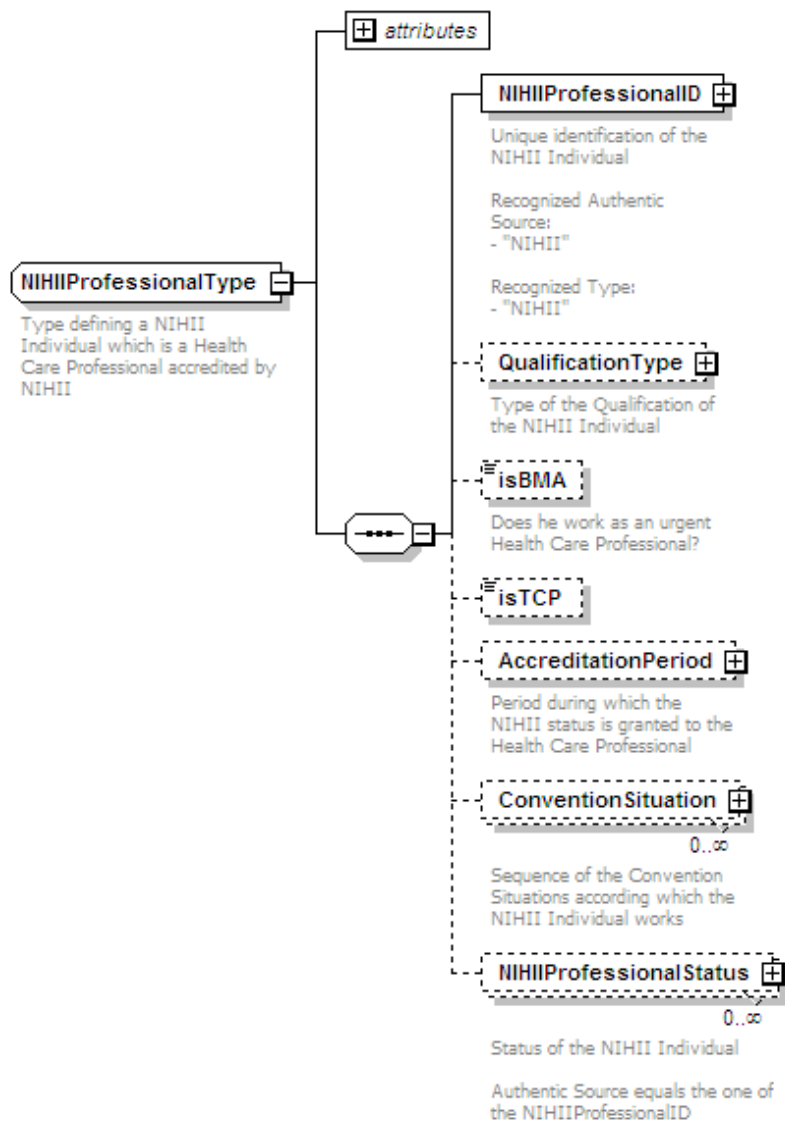 attributes
NIHIIProfessionalID
Unique identification of the
NIHII Individual
Recognized Authentic
Source:
- "NIHII"
Recognized Type:
- "NIHII"
NIHIIProfessionalType
Type defining a NIHII
Individual which is a Health
Care Professional accredited by
NIHII
QualificationType
Type of the Qualification of
the NIHII Individual
isBMA
Does he work as an urgent
Health Care Professional?
isTCP
AccreditationPeriod
Period during which the
NIHII status is granted to the
Health Care Professional
ConventionSituation
0..∞
Sequence of the Convention
Situations according which the
NIHII Individual works
NIHIIProfessionalStatus
0..∞
Status of the NIHII Individual
Authentic Source equals the one of
the NIHIIProfessionalID